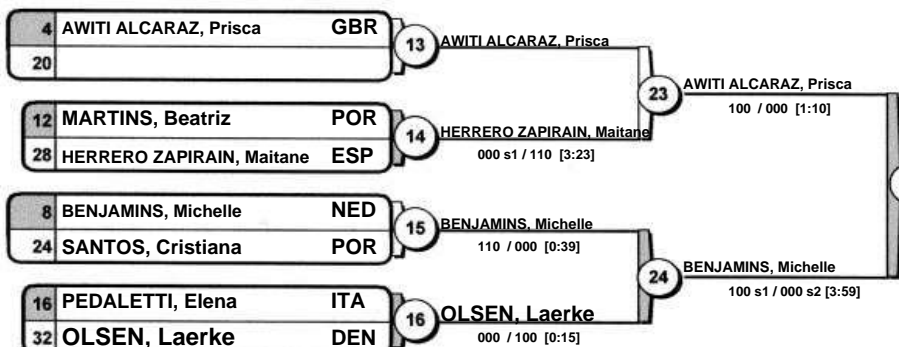 4 AWITI ALCARAZ, Prisca GBR
20
13 AWITI ALCARAZ, Prisca
12 MARTINS, Beatriz POR
28 HERRERO ZAPIRAIN, Maitane ESP
14 HERRERO ZAPIRAIN, Maitane
000 s1 / 110 [3:23]
23 AWITI ALCARAZ, Prisca
100 / 000 [1:10]
8 BENJAMINS, Michelle NED
24 SANTOS, Cristiana POR
15 BENJAMINS, Michelle
110 / 000 [0:39]
16 PEDALETTI, Elena ITA
32 OLSEN, Laerke DEN
16 OLSEN, Laerke
000 / 100 [0:15]
24 BENJAMINS, Michelle
100 s1 / 000 s2 [3:59]